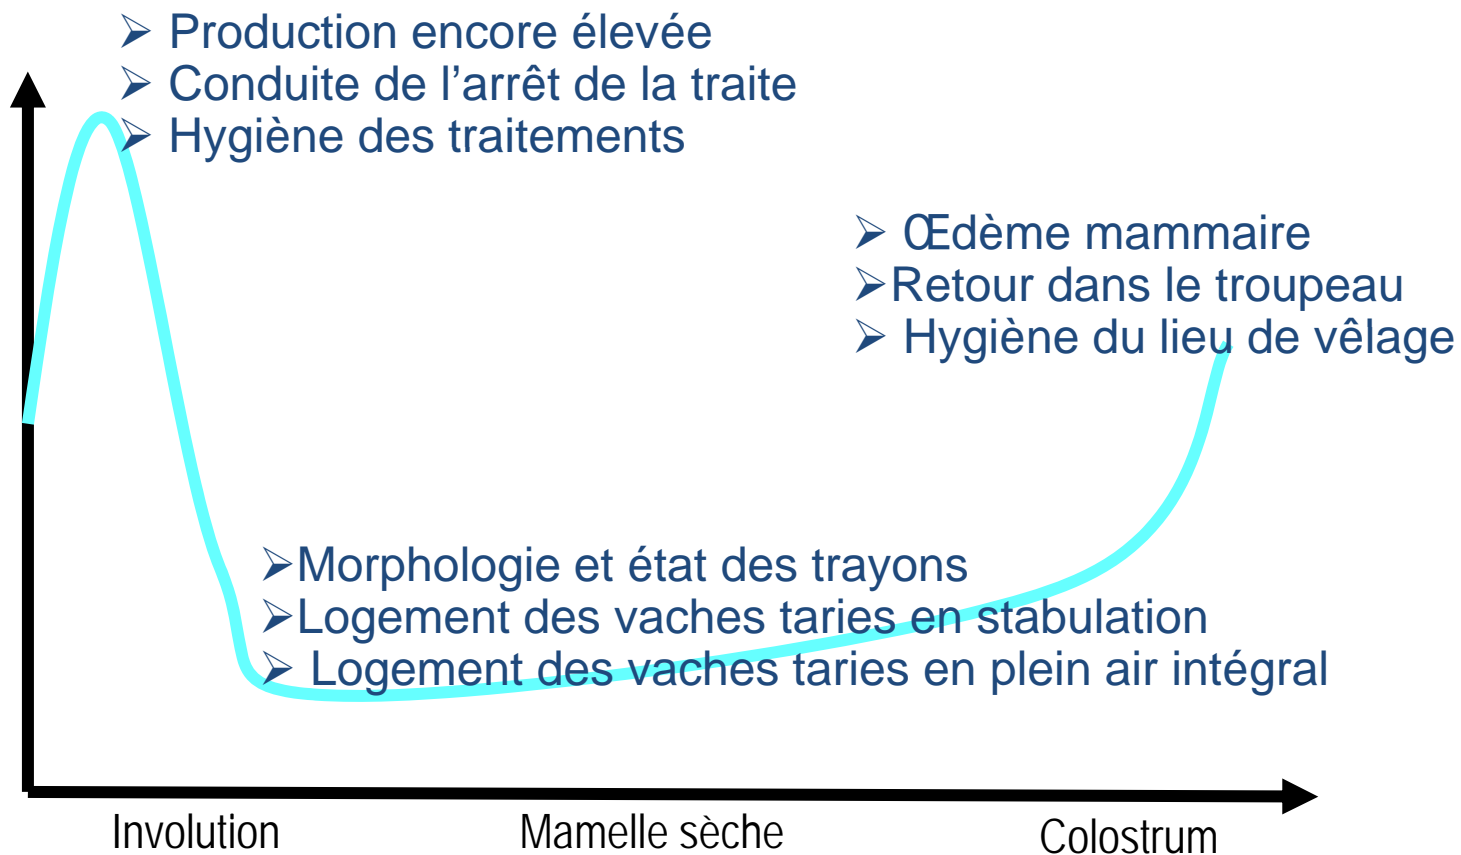 ➢ Production encore élevée
➢ Conduite de l’arrêt de la traite
➢ Hygiène des traitements
➢ Œdème mammaire
➢Retour dans le troupeau
➢ Hygiène du lieu de vêlage
➢Morphologie et état des trayons
➢Logement des vaches taries en stabulation
➢ Logement des vaches taries en plein air intégral
Involution
Mamelle sèche
Colostrum